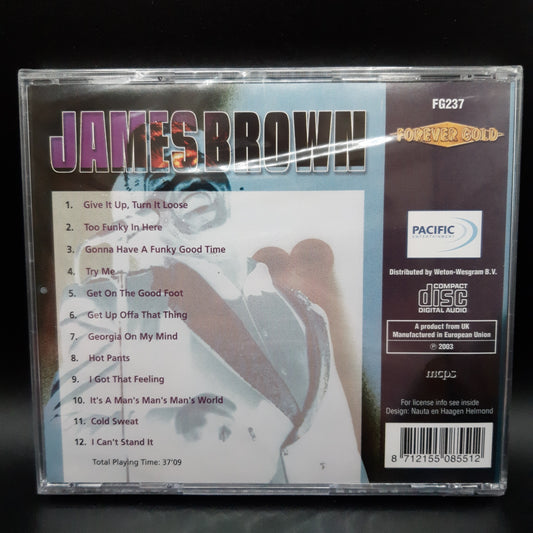 JAMES BROWN
1. Give It Up, Turn It Loose
2. Too Funky In Here
3. Gonna Have A Funky Good Time
4. Try Me
5. Get On The Good Foot
6. Get Up Offa That Thing
7. Georgia On My Mind
8. Hot Pants
9. I Got That Feeling
10. It's A Man's Man's Man's World
11. Cold Sweat
12. I Can't Stand It
Total Playing Time: 37'09
FG237
FOREVER GOLD
PACIFIC
ENTERTAINMENT
Distributed by Weton-Wesgram B.V.
COMPACT
disc
DIGITAL AUDIO
A product from UK
Manufactured in European Union
℗ 2003
mcps
For license info see inside
Design: Nauta en Haagen Helmond
8 712155 085512